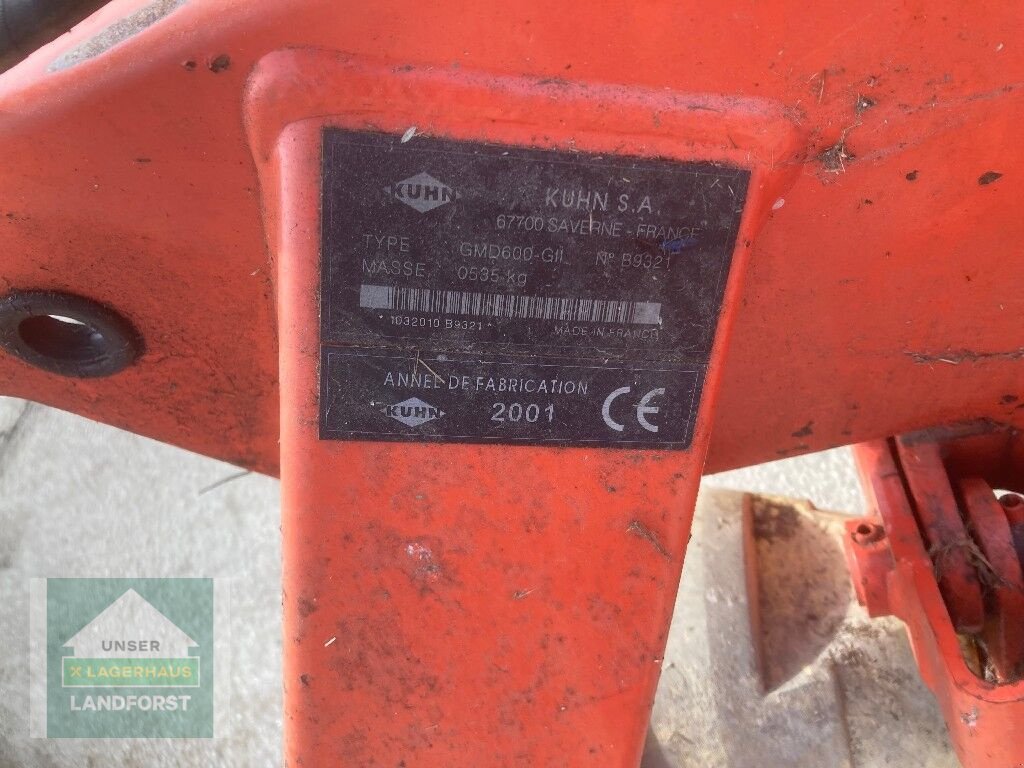 KUHN
KUHN S.A.
67700 SAVERNE - FRANCE
TYPE GMD600-GII N° B9321
MASSE 0535 kg
*1032010 B9321*
MADE IN FRANCE
ANNEE DE FABRICATION
KUHN 2001 CE
UNSER
X LAGERHAUS
LANDFORST